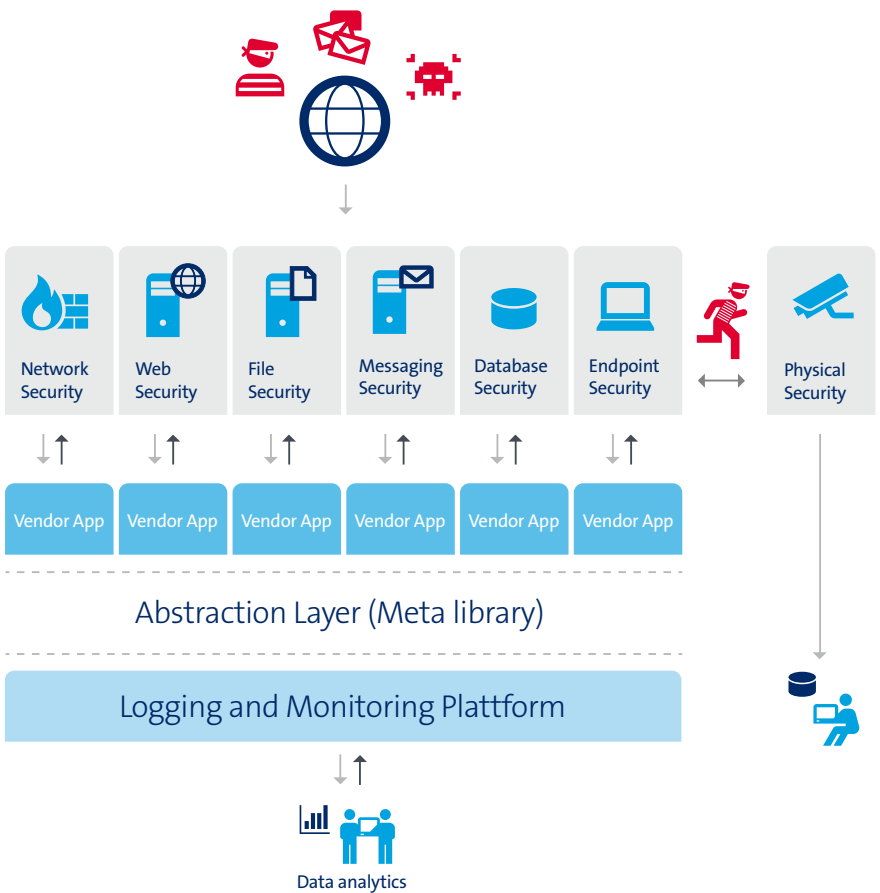 Network
Security
Web
Security
File
Security
Messaging
Security
Database
Security
Endpoint
Security
Physical
Security
Vendor App
Vendor App
Vendor App
Vendor App
Vendor App
Vendor App
Abstraction Layer (Meta library)
Logging and Monitoring Plattform
Data analytics